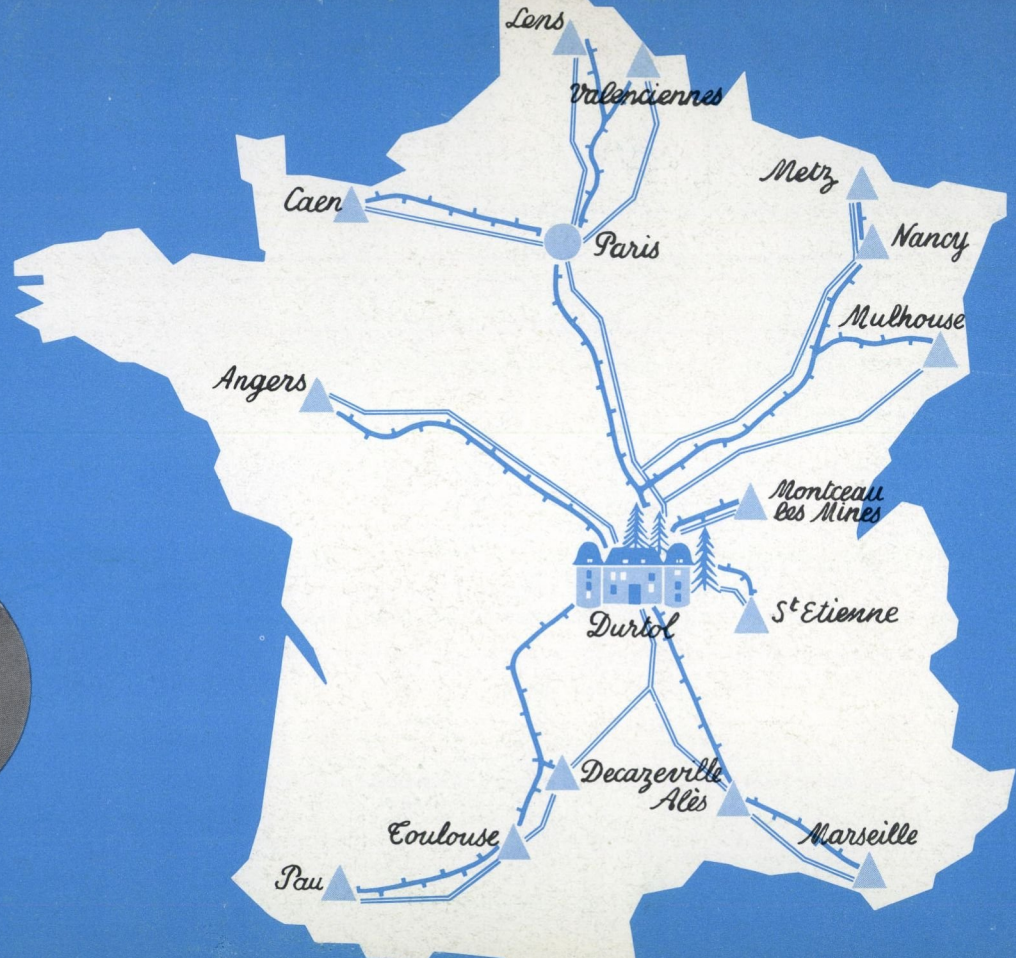 Lens
Valenciennes
Metz
Caen
Nancy
Paris
Mulhouse
Angers
Montceau
les Mines
St Etienne
Durtol
Decazeville
Alès
Toulouse
Marseille
Pau